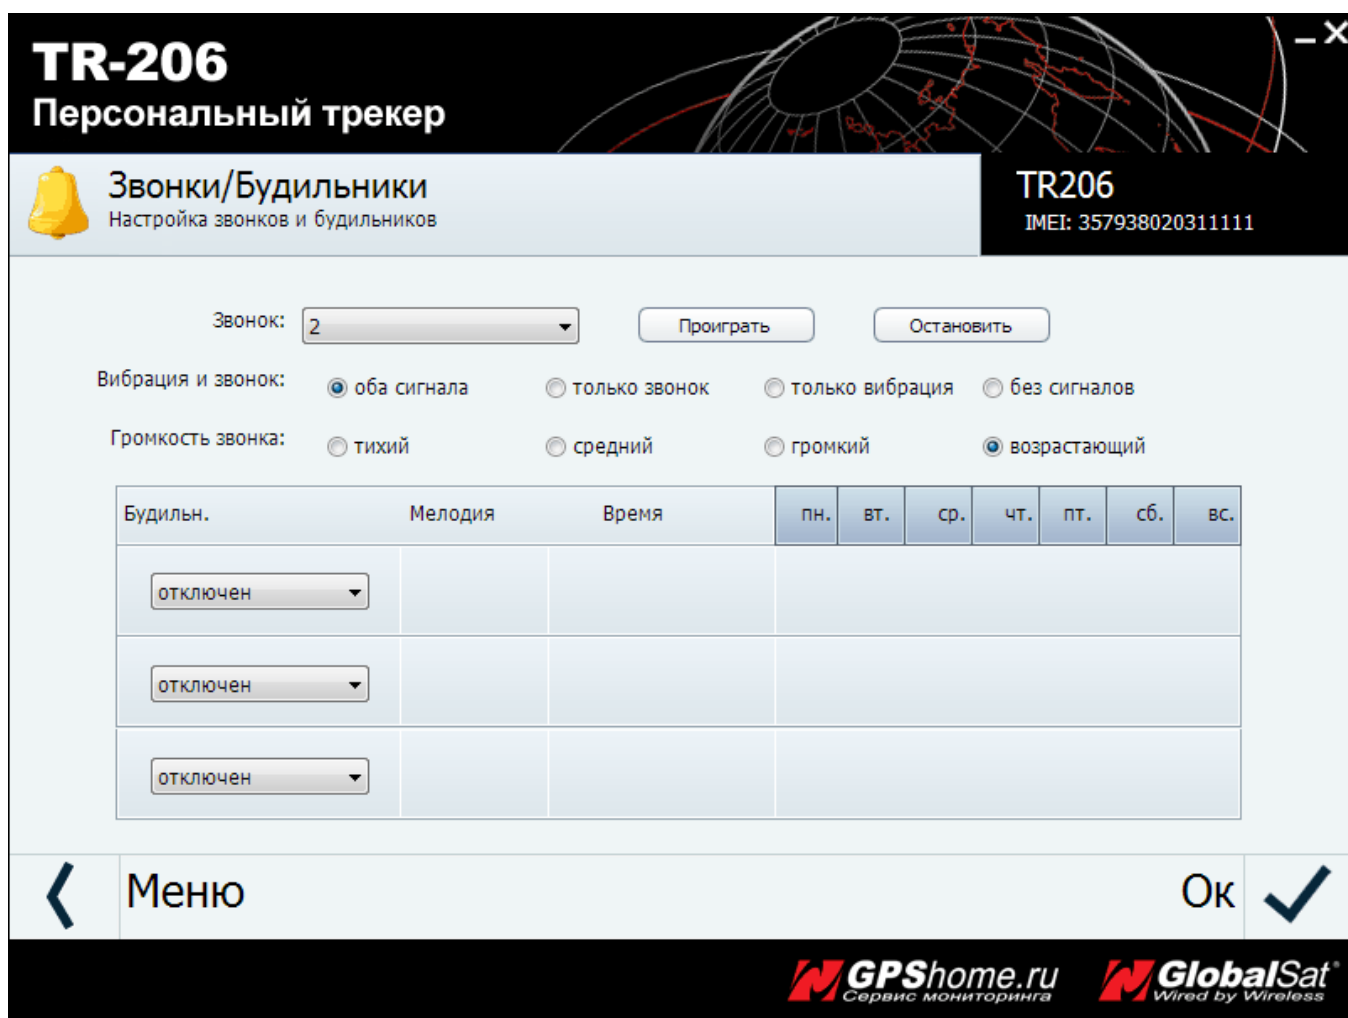 TR-206
Персональный трекер
Звонки/Будильники
Настройка звонков и будильников
TR206
IMEI: 357938020311111
Звонок: 2 Проиграть Остановить
Вибрация и звонок: оба сигнала только звонок только вибрация без сигналов
Громкость звонка: тихий средний громкий возрастающий
Будильн. Мелодия Время пн. вт. ср. чт. пт. сб. вс.
отключен
отключен
отключен
Меню Ок
GPShome.ru
Сервис мониторинга
GlobalSat
Wired by Wireless